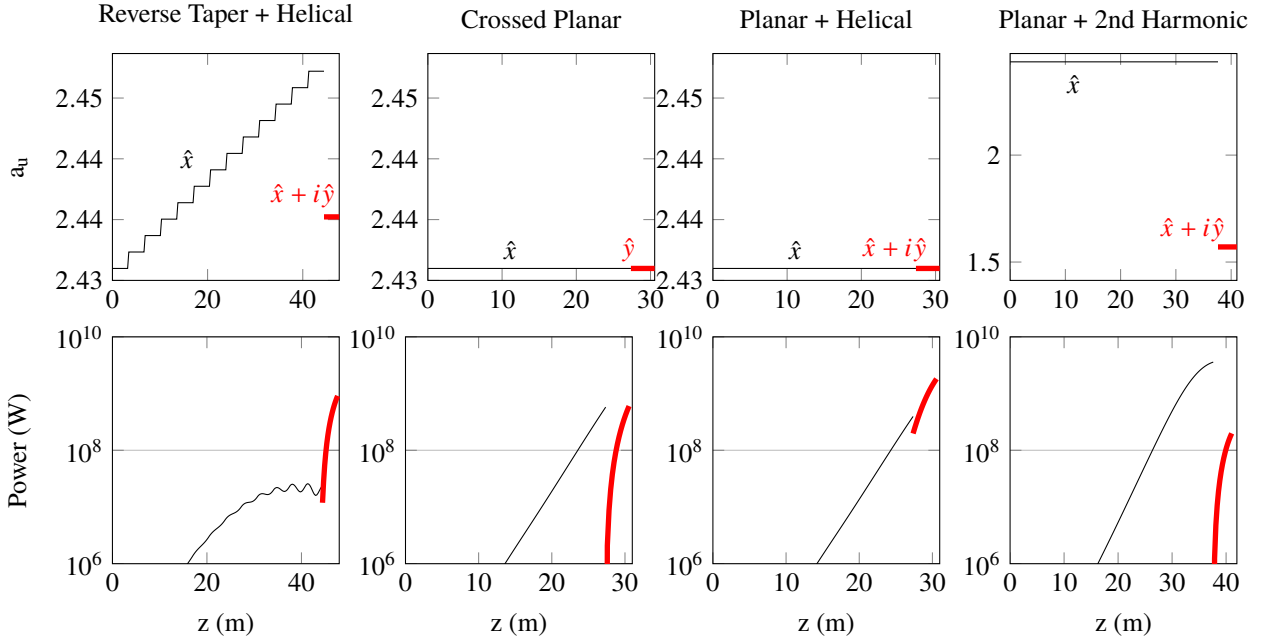 Reverse Taper + Helical
Crossed Planar
Planar + Helical
Planar + 2nd Harmonic
a_u
2.45
2.44
2.44
2.43
x̂
x̂ + iŷ
0 20 40
2.45
2.44
2.44
2.43
x̂
ŷ
0 10 20 30
2.45
2.44
2.44
2.43
x̂
x̂ + iŷ
0 10 20 30
2
1.5
x̂
x̂ + iŷ
0 10 20 30 40
Power (W)
10^10
10^8
10^6
0 20 40
z (m)
10^10
10^8
10^6
0 10 20 30
z (m)
10^10
10^8
10^6
0 10 20 30
z (m)
10^10
10^8
10^6
0 10 20 30 40
z (m)